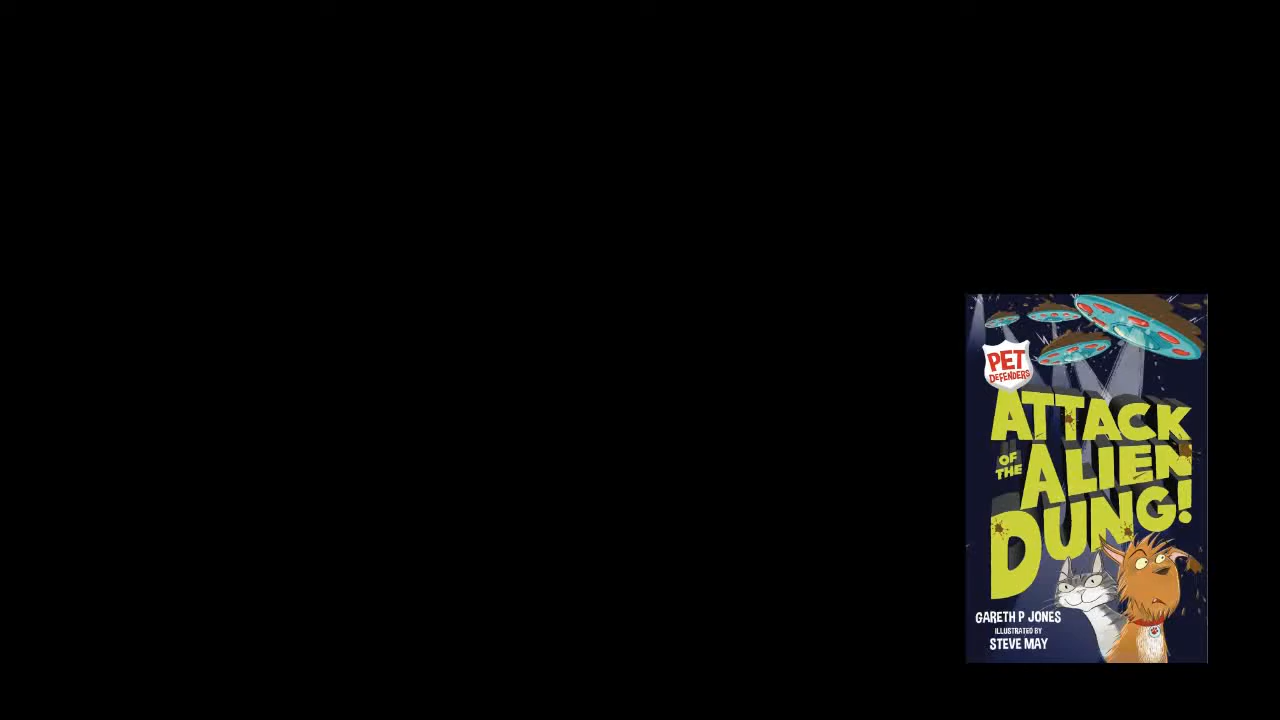 PET
DEFENDERS
ATTACK
OF
THE
ALIEN
DUNG!
GARETH P JONES
ILLUSTRATED BY
STEVE MAY